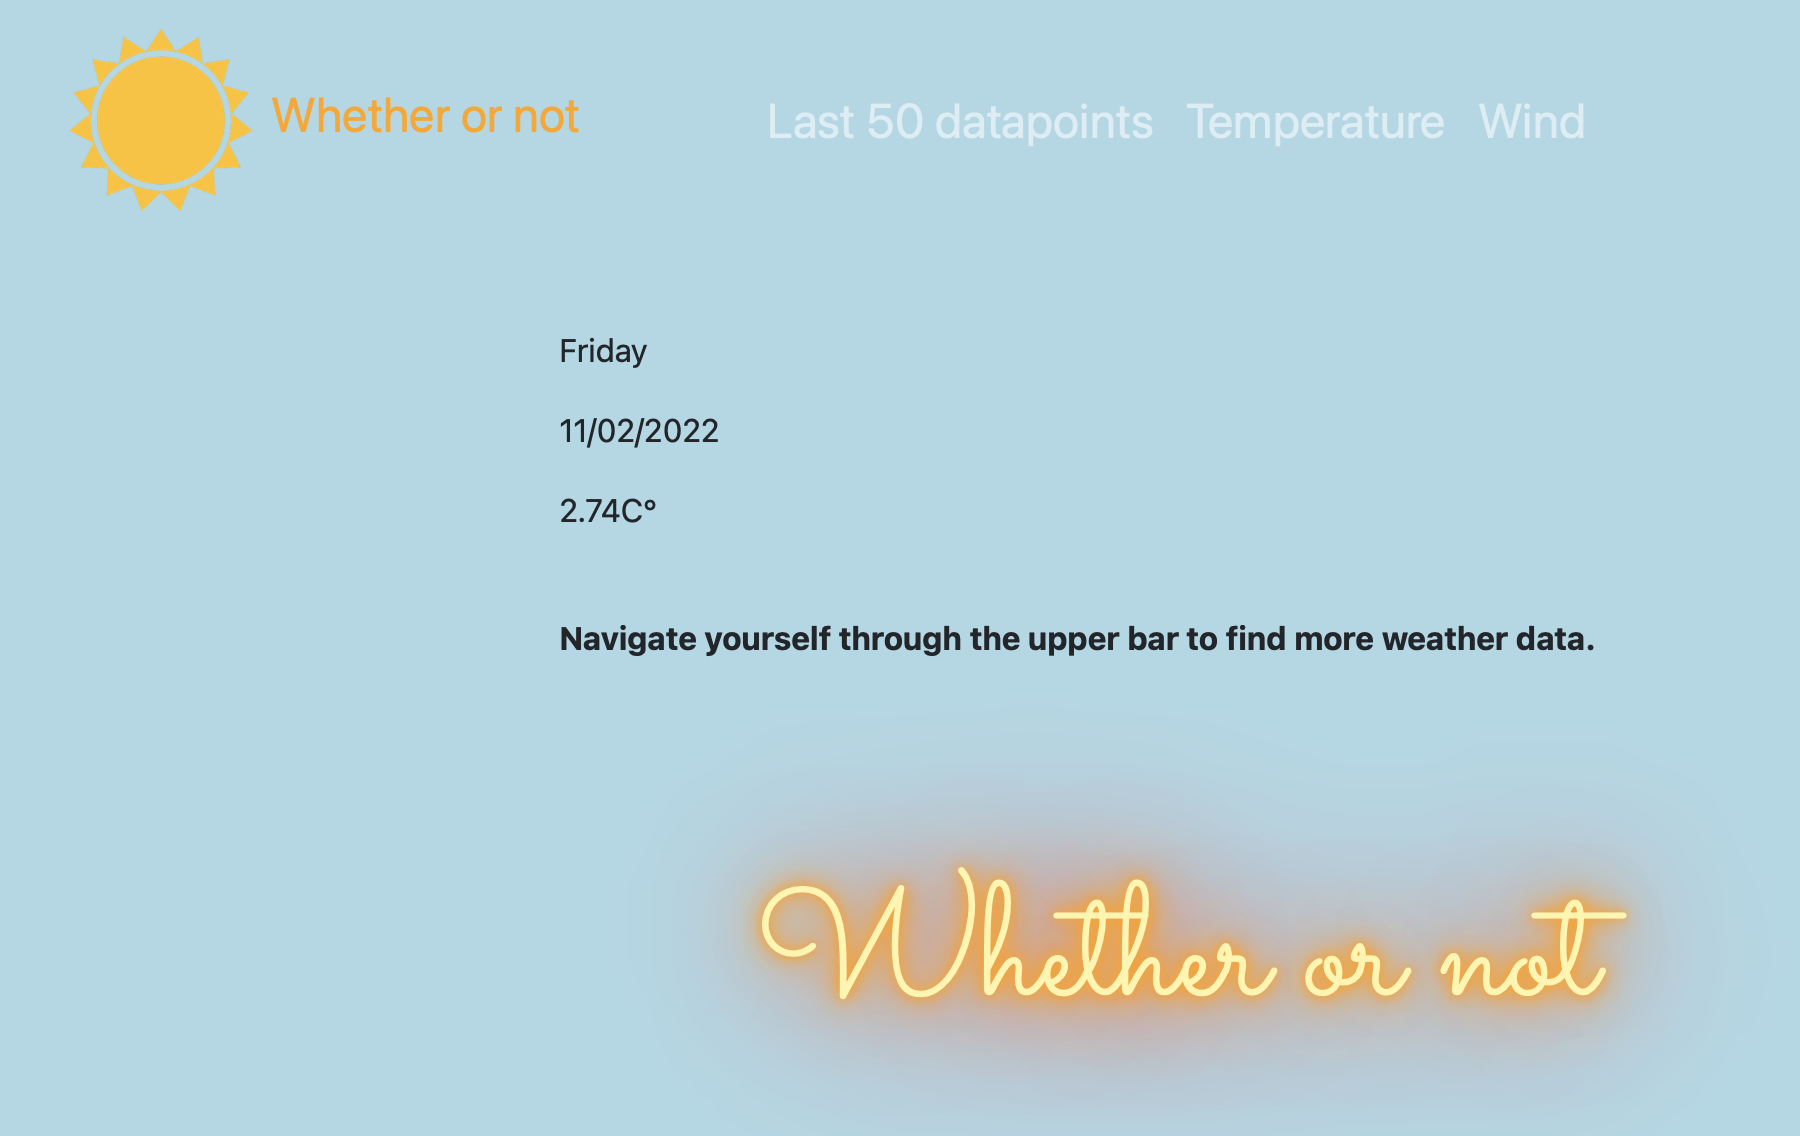 Whether or not
Last 50 datapoints Temperature Wind
Friday
11/02/2022
2.74C°
Navigate yourself through the upper bar to find more weather data.
Whether or not